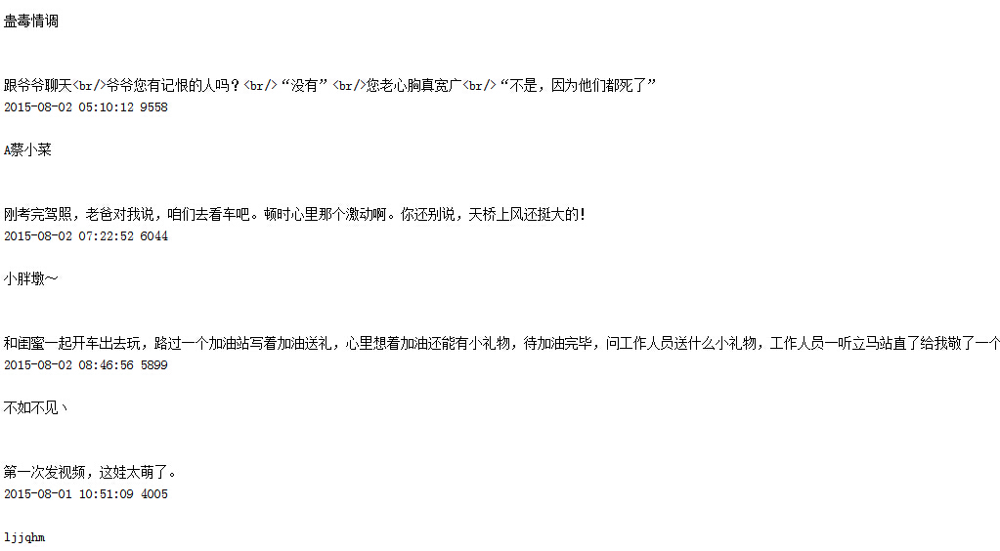 蛊毒情调
跟爷爷聊天<br/>爷爷您有记恨的人吗？<br/>“没有”<br/>您老心胸真宽广<br/>“不是，因为他们都死了”
2015-08-02 05:10:12 9558
A蔡小菜
刚考完驾照，老爸对我说，咱们去看车吧。顿时心里那个激动啊。你还别说，天桥上风还挺大的！
2015-08-02 07:22:52 6044
小胖墩～
和闺蜜一起开车出去玩，路过一个加油站写着加油送礼，心里想着加油还能有小礼物，待加油完毕，问工作人员送什么小礼物，工作人员一听立马站直了给我敬了一个
2015-08-02 08:46:56 5899
不如不见丶
第一次发视频，这娃太萌了。
2015-08-01 10:51:09 4005
ljjqhm